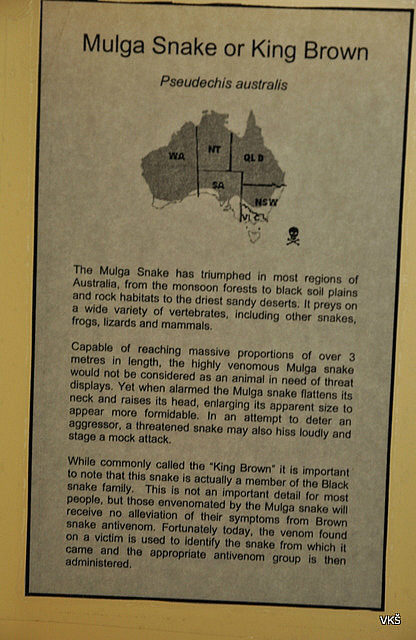 Mulga Snake or King Brown
Pseudechis australis
WA
NT
QLD
SA
NSW
VIC
The Mulga Snake has triumphed in most regions of
Australia, from the monsoon forests to black soil plains
and rock habitats to the driest sandy deserts. It preys on
a wide variety of vertebrates, including other snakes,
frogs, lizards and mammals.
Capable of reaching massive proportions of over 3
metres in length, the highly venomous Mulga snake
would not be considered as an animal in need of threat
displays. Yet when alarmed the Mulga snake flattens its
neck and raises its head, enlarging its apparent size to
appear more formidable. In an attempt to deter an
aggressor, a threatened snake may also hiss loudly and
stage a mock attack.
While commonly called the "King Brown" it is important
to note that this snake is actually a member of the Black
snake family. This is not an important detail for most
people, but those envenomated by the Mulga snake will
receive no alleviation of their symptoms from Brown
snake antivenom. Fortunately today, the venom found
on a victim is used to identify the snake from which it
came and the appropriate antivenom group is then
administered.
VKŠ